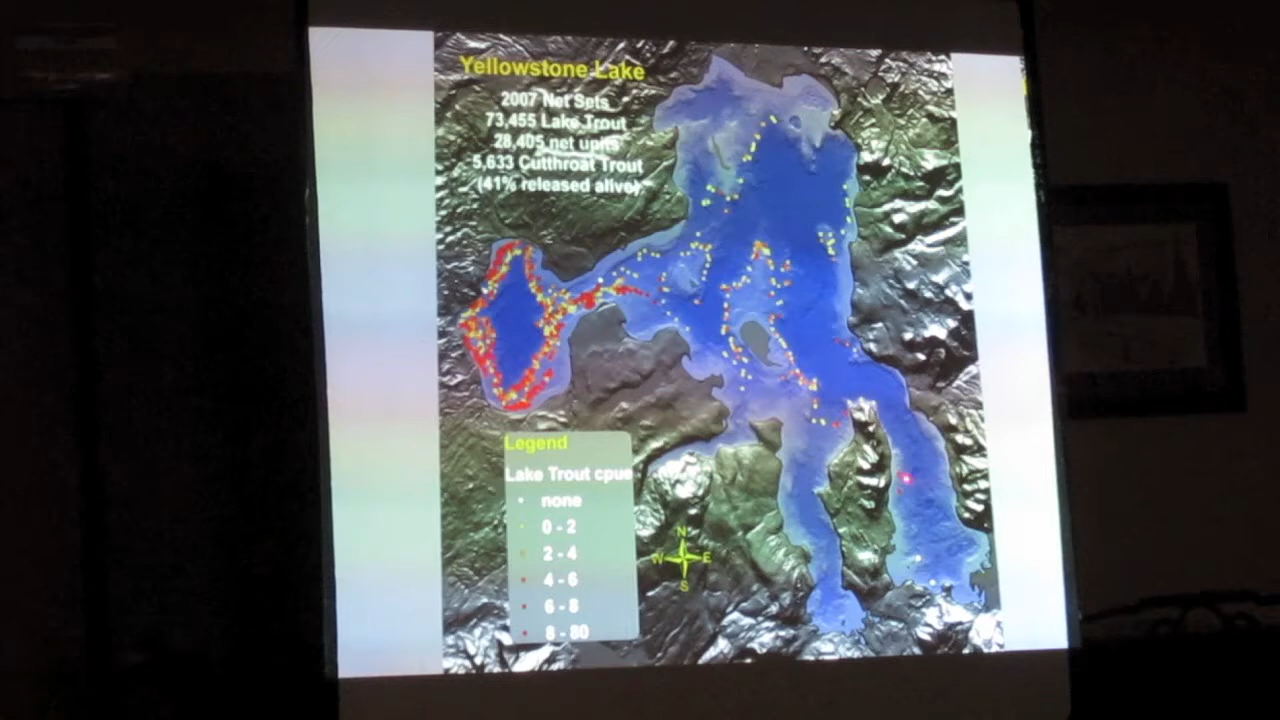 Yellowstone Lake
2007 Net Sets
73,455 Lake Trout
28,405 net units
5,633 Cutthroat Trout
(41% released alive)
Legend
Lake Trout cpue
none
0 - 2
2 - 4
4 - 6
6 - 8
8 - 80
N
W E
S